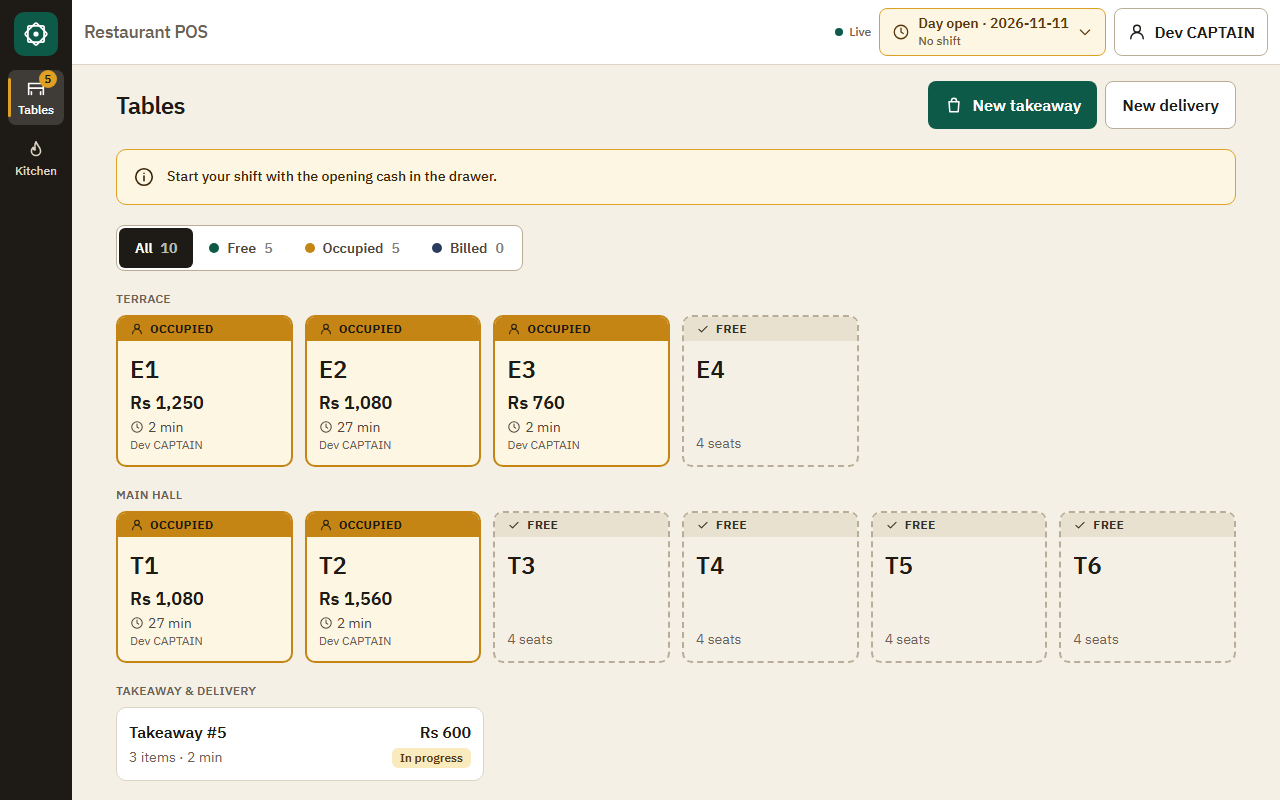 Restaurant POS
Live
Day open · 2026-11-11
No shift
Dev CAPTAIN
5
Tables
Kitchen
Tables
New takeaway
New delivery
Start your shift with the opening cash in the drawer.
All 10
Free 5
Occupied 5
Billed 0
TERRACE
OCCUPIED
E1
Rs 1,250
2 min
Dev CAPTAIN
OCCUPIED
E2
Rs 1,080
27 min
Dev CAPTAIN
OCCUPIED
E3
Rs 760
2 min
Dev CAPTAIN
FREE
E4
4 seats
MAIN HALL
OCCUPIED
T1
Rs 1,080
27 min
Dev CAPTAIN
OCCUPIED
T2
Rs 1,560
2 min
Dev CAPTAIN
FREE
T3
4 seats
FREE
T4
4 seats
FREE
T5
4 seats
FREE
T6
4 seats
TAKEAWAY & DELIVERY
Takeaway #5
Rs 600
3 items · 2 min
In progress